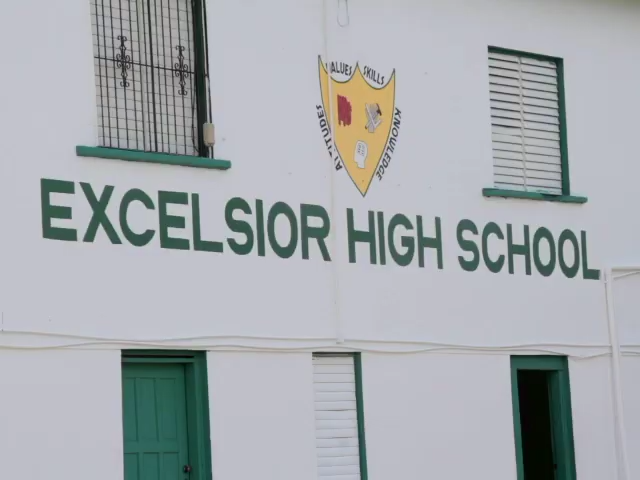 VALUES SKILLS
ATTITUDES
KNOWLEDGE
EXCELSIOR HIGH SCHOOL